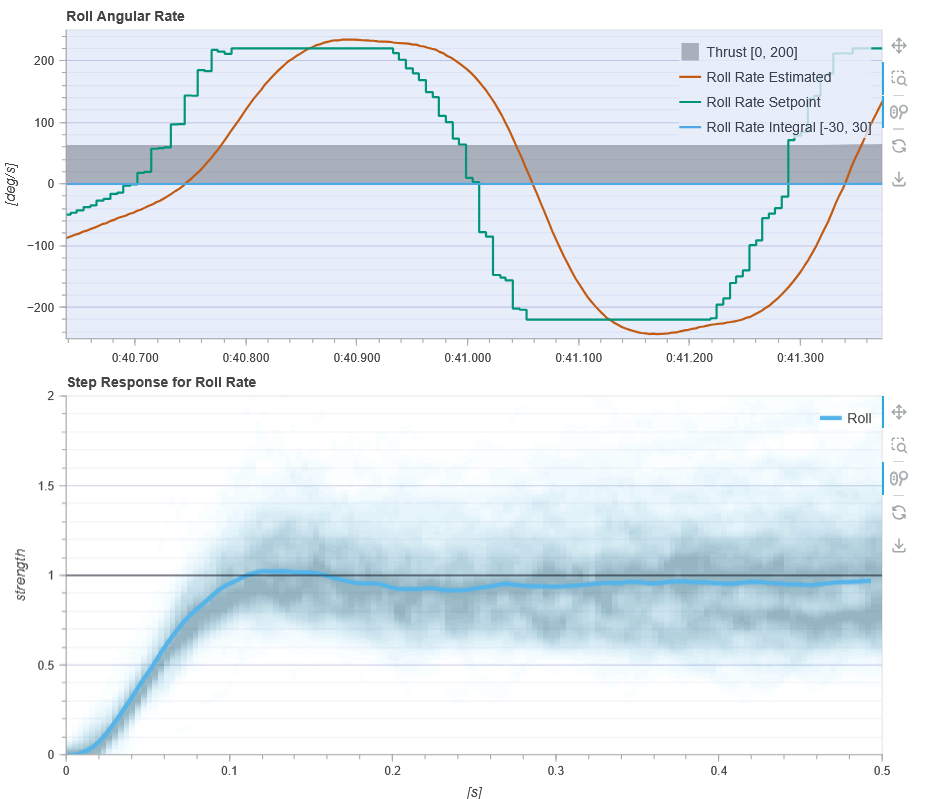 Roll Angular Rate
Thrust [0, 200]
Roll Rate Estimated
Roll Rate Setpoint
Roll Rate Integral [-30, 30]
[deg/s]
200
100
0
−100
−200
0:40.700
0:40.800
0:40.900
0:41.000
0:41.100
0:41.200
0:41.300
Step Response for Roll Rate
Roll
strength
2
1.5
1
0.5
0
0
0.1
0.2
0.3
0.4
0.5
[s]